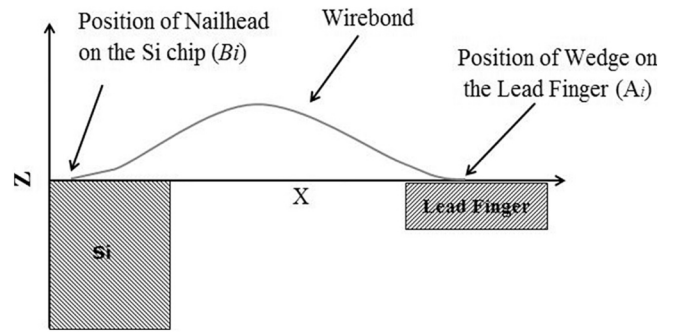 Position of Nailhead
on the Si chip (Bi)
Wirebond
Position of Wedge on
the Lead Finger (Ai)
Z
X
Lead Finger
Si